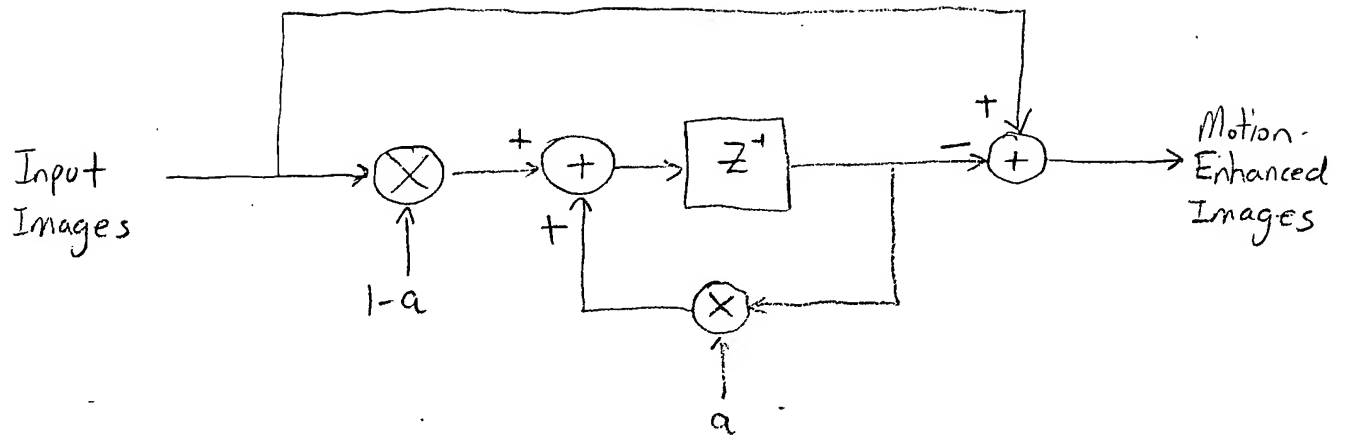 Input
Images
1-a
+
+
+
Z⁻¹
×
×
a
−
+
+
Motion-
Enhanced
Images